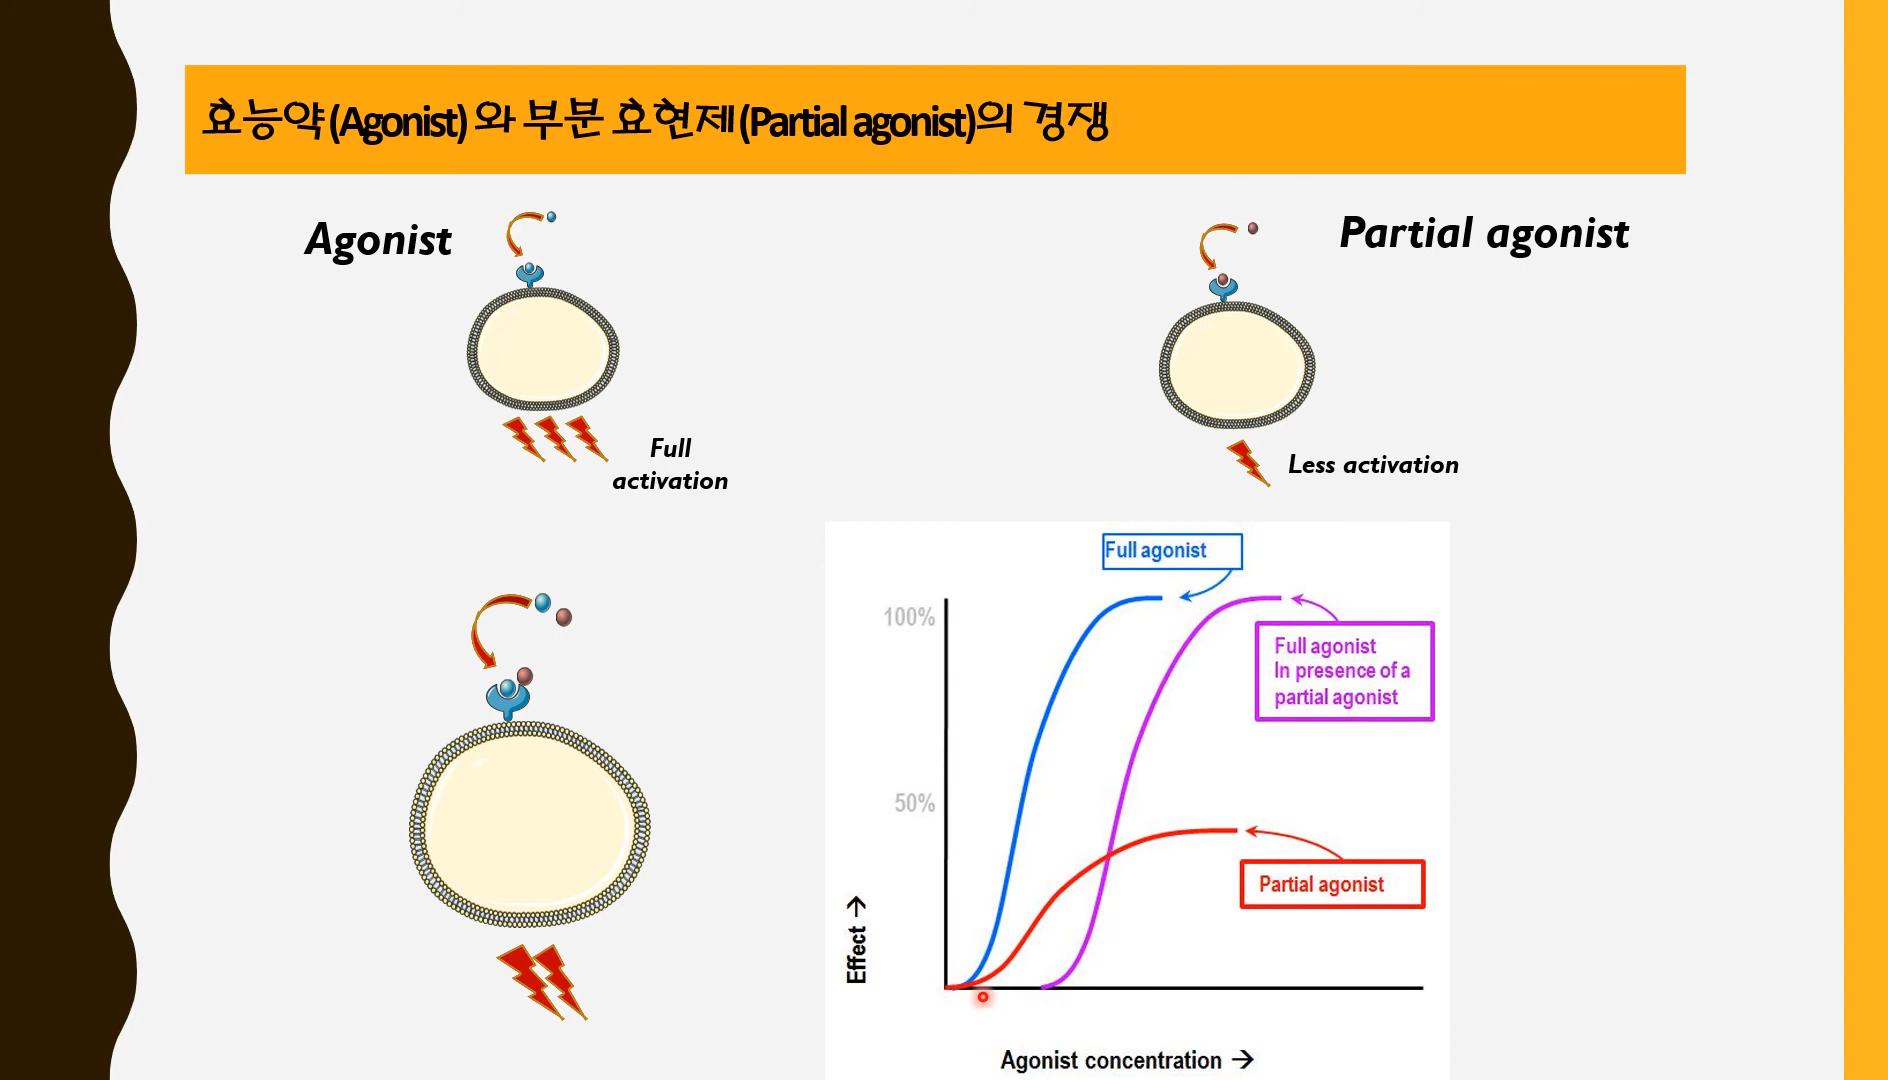 효능약(Agonist) 와 부분 효현제(Partial agonist)의 경쟁
Agonist
Partial agonist
Full
activation
Less activation
Full agonist
100%
Full agonist
In presence of a
partial agonist
50%
Partial agonist
Effect →
Agonist concentration →